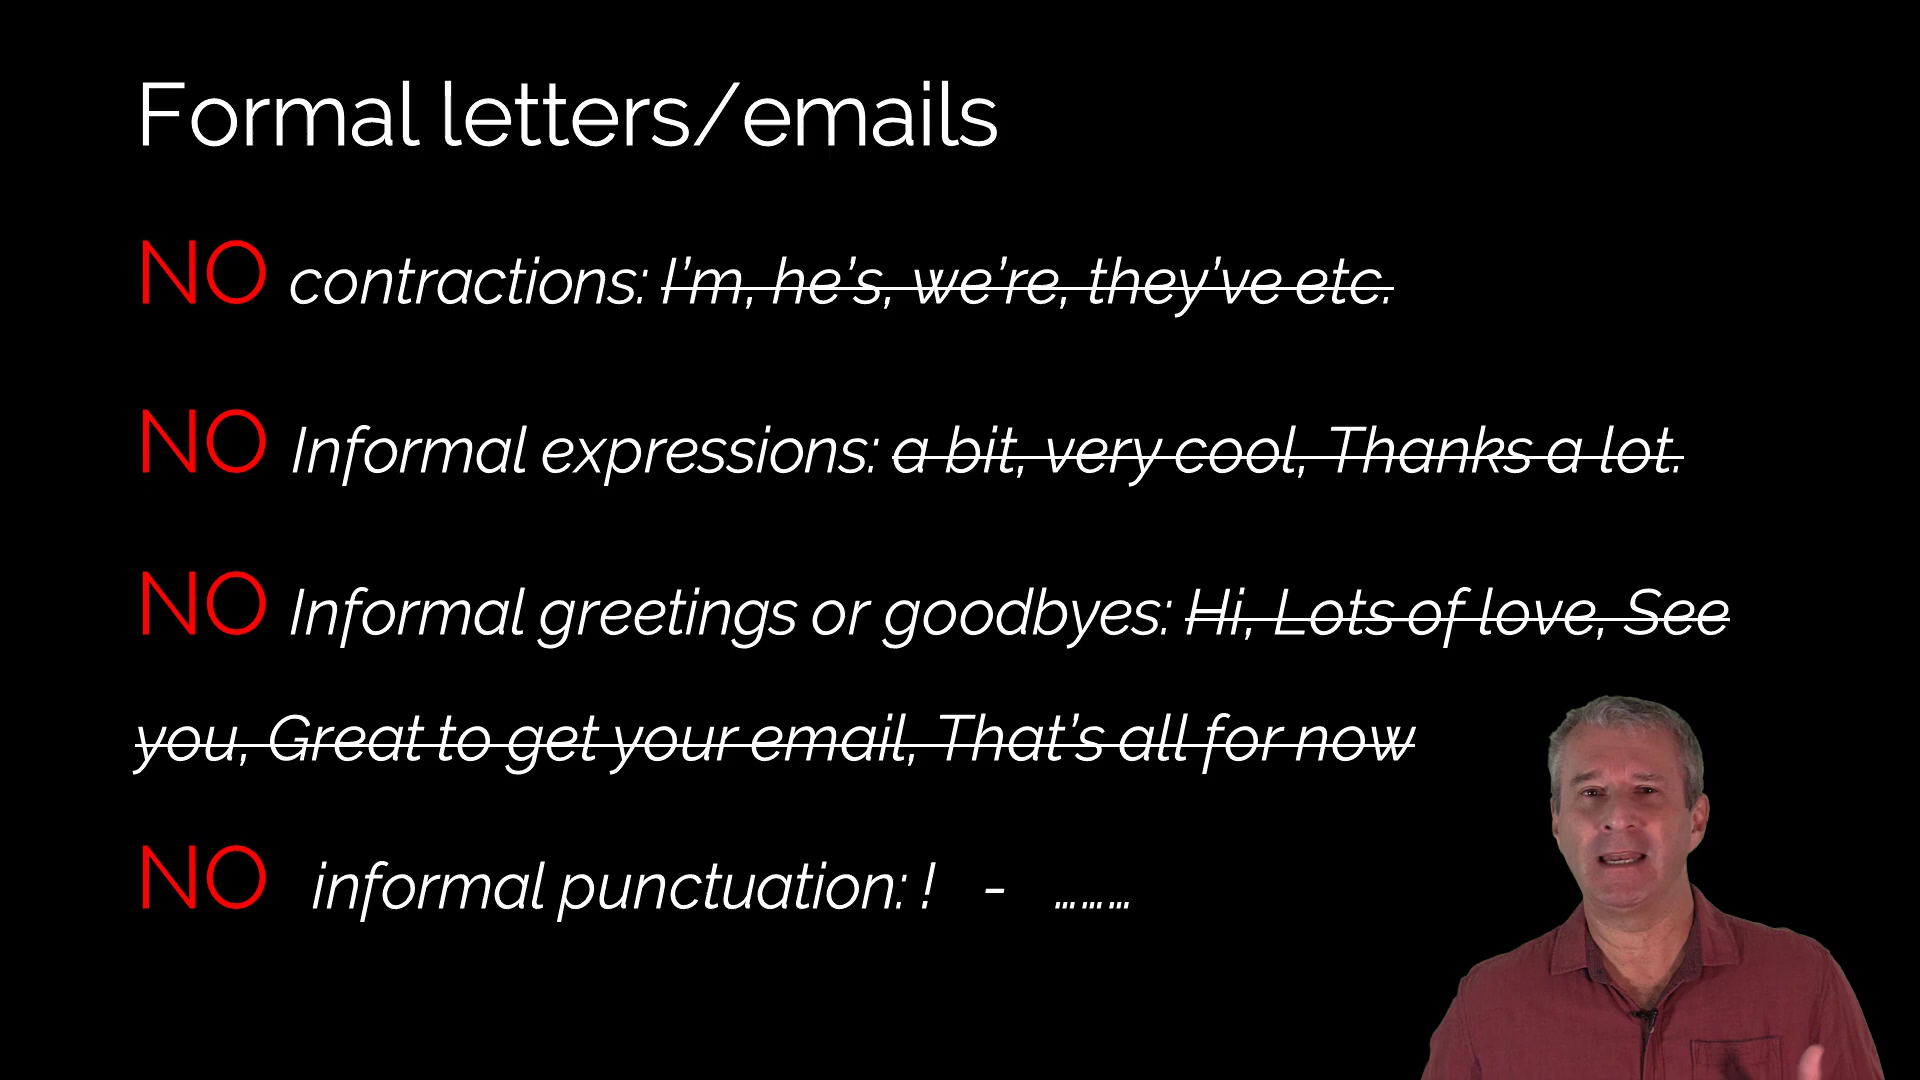 Formal letters/emails
NO contractions: I’m, he’s, we’re, they’ve etc.
NO Informal expressions: a bit, very cool, Thanks a lot.
NO Informal greetings or goodbyes: Hi, Lots of love, See
you, Great to get your email, That’s all for now
NO informal punctuation: ! - ………